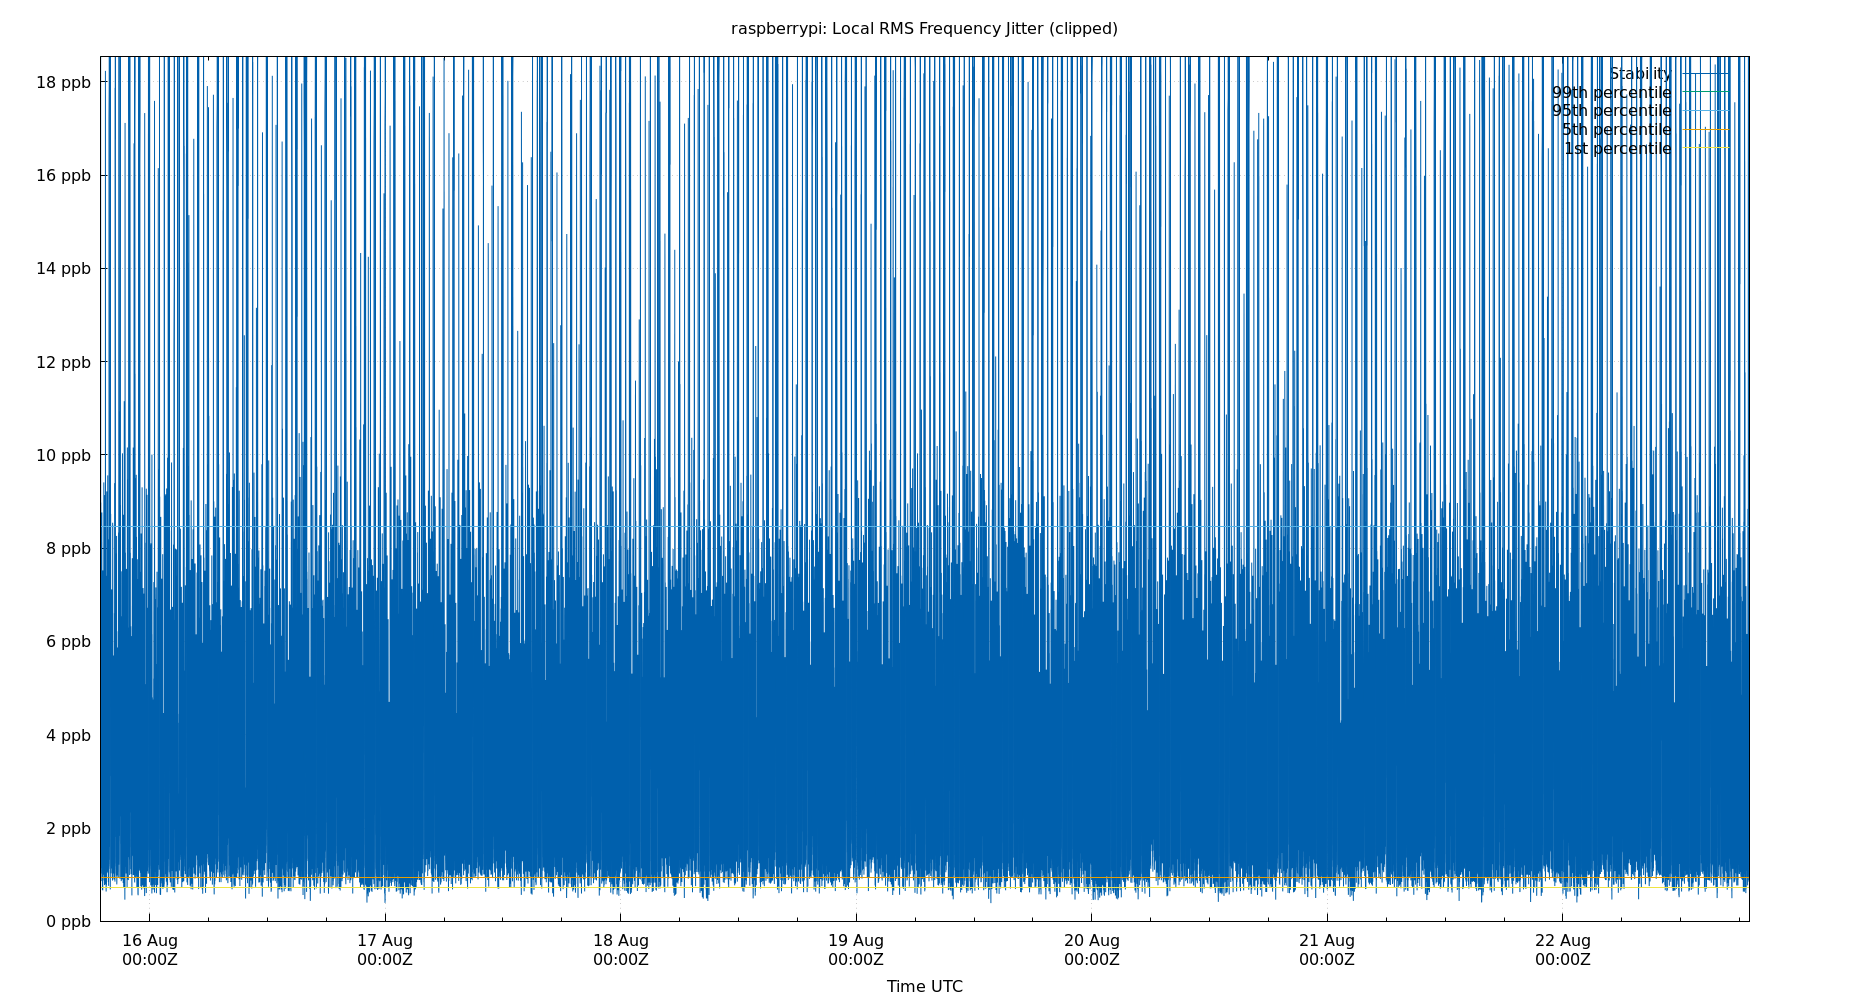 raspberrypi: Local RMS Frequency Jitter (clipped)
18 ppb
16 ppb
14 ppb
12 ppb
10 ppb
8 ppb
6 ppb
4 ppb
2 ppb
0 ppb
Stability
99th percentile
95th percentile
5th percentile
1st percentile
16 Aug 17 Aug 18 Aug 19 Aug 20 Aug 21 Aug 22 Aug
00:00Z 00:00Z 00:00Z 00:00Z 00:00Z 00:00Z 00:00Z
Time UTC